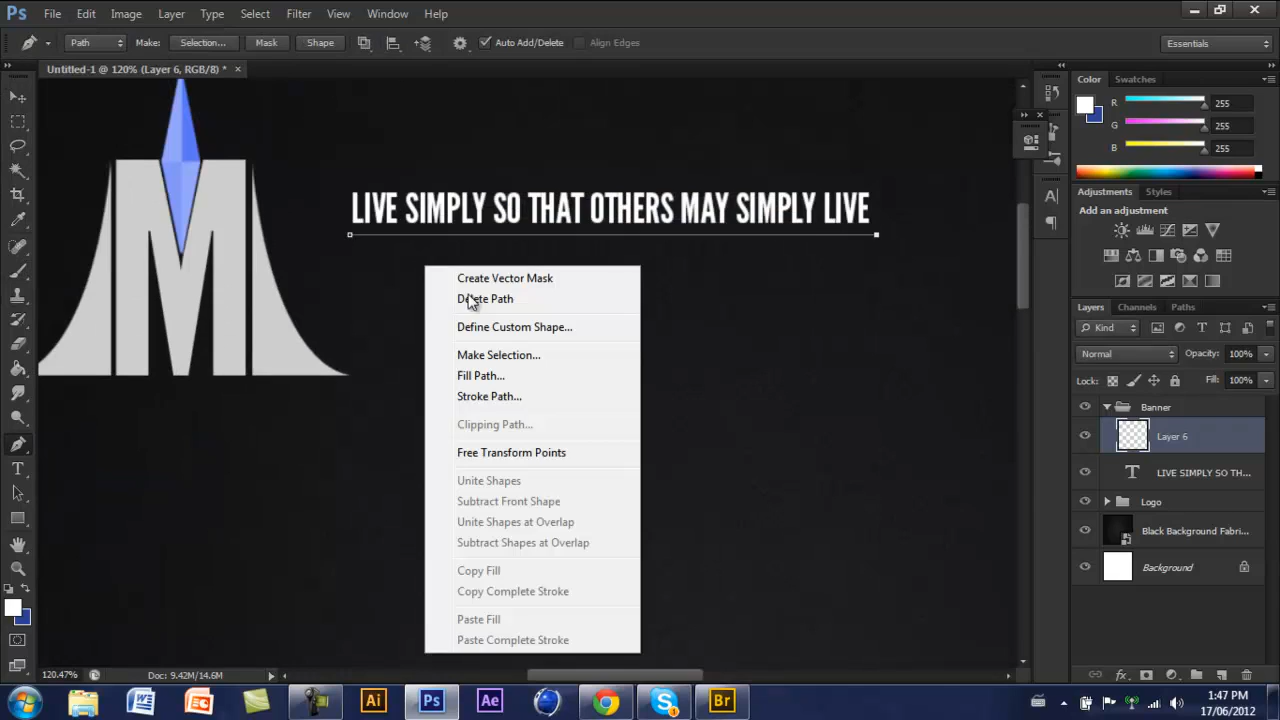 Ps File Edit Image Layer Type Select Filter View Window Help
Path Make: Selection... Mask Shape Auto Add/Delete Align Edges Essentials
Untitled-1 @ 120% (Layer 6, RGB/8) * ×
Color Swatches
R 255
G 255
B 255
Adjustments Styles
Add an adjustment
Layers Channels Paths
Kind
Normal Opacity: 100%
Lock: Fill: 100%
Banner
Layer 6
T LIVE SIMPLY SO TH...
Logo
Black Background Fabri...
Background
M
LIVE SIMPLY SO THAT OTHERS MAY SIMPLY LIVE
Create Vector Mask
Delete Path
Define Custom Shape...
Make Selection...
Fill Path...
Stroke Path...
Clipping Path...
Free Transform Points
Unite Shapes
Subtract Front Shape
Unite Shapes at Overlap
Subtract Shapes at Overlap
Copy Fill
Copy Complete Stroke
Paste Fill
Paste Complete Stroke
120.47% Doc: 9.42M/14.6M
Ai Ps Ae Br
1:47 PM
17/06/2012